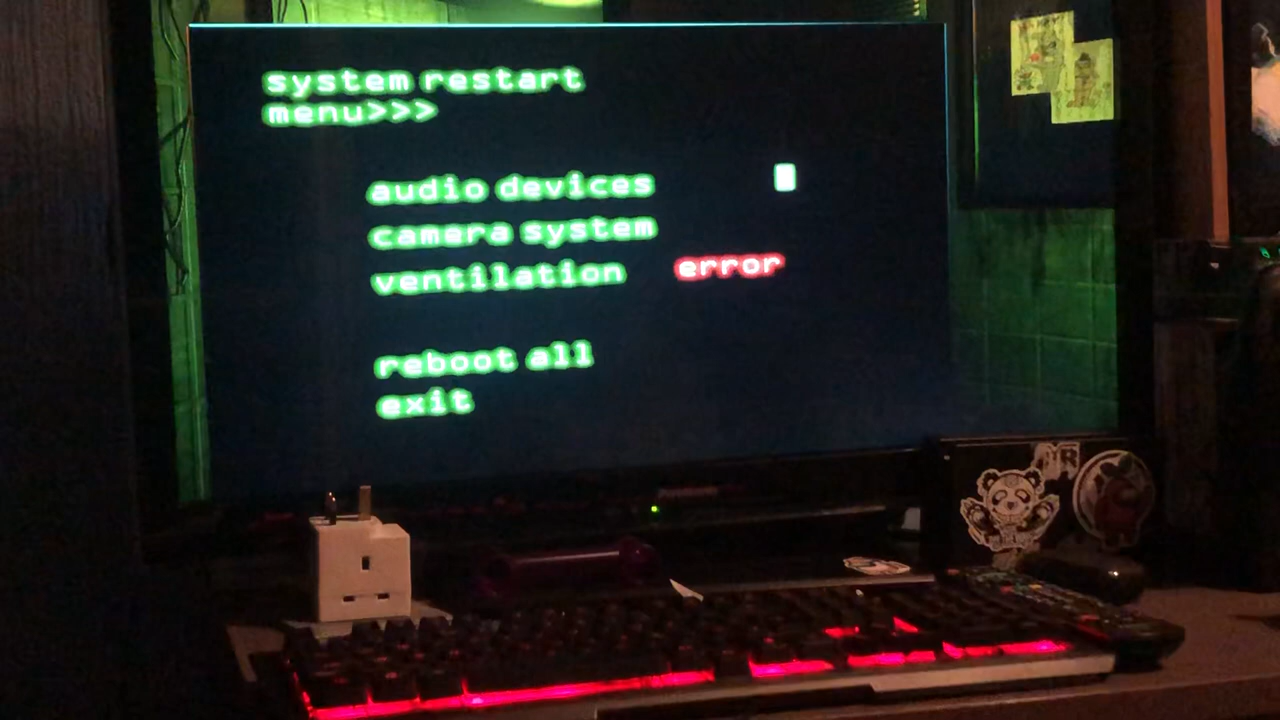 system restart
menu>>>
audio devices
camera system
ventilation error
reboot all
exit